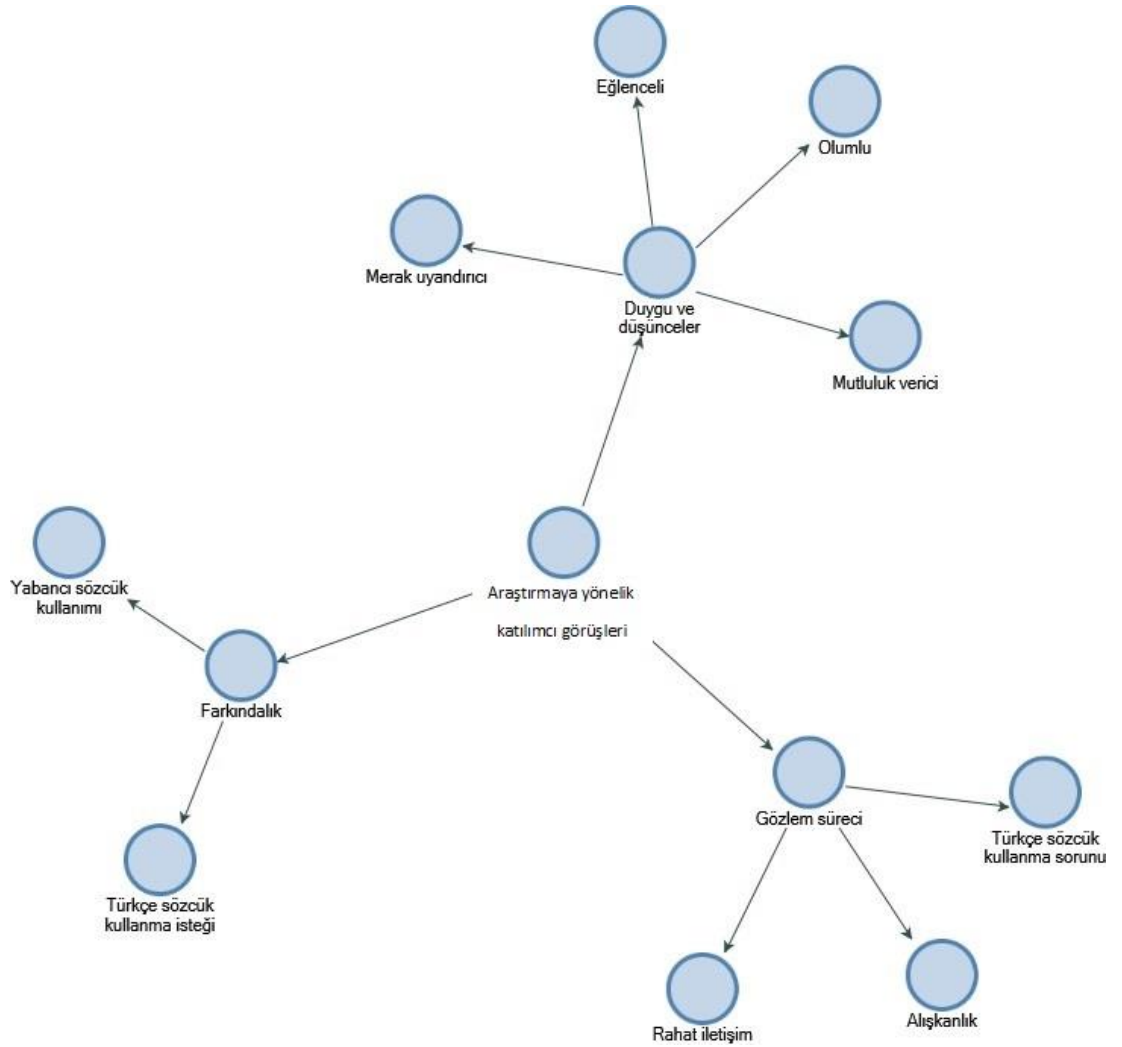 Eğlenceli
Olumlu
Merak uyandırıcı
Duygu ve
düşünceler
Mutluluk verici
Yabancı sözcük
kullanımı
Araştırmaya yönelik
katılımcı görüşleri
Farkındalık
Gözlem süreci
Türkçe sözcük
kullanma sorunu
Türkçe sözcük
kullanma isteği
Rahat iletişim
Alışkanlık